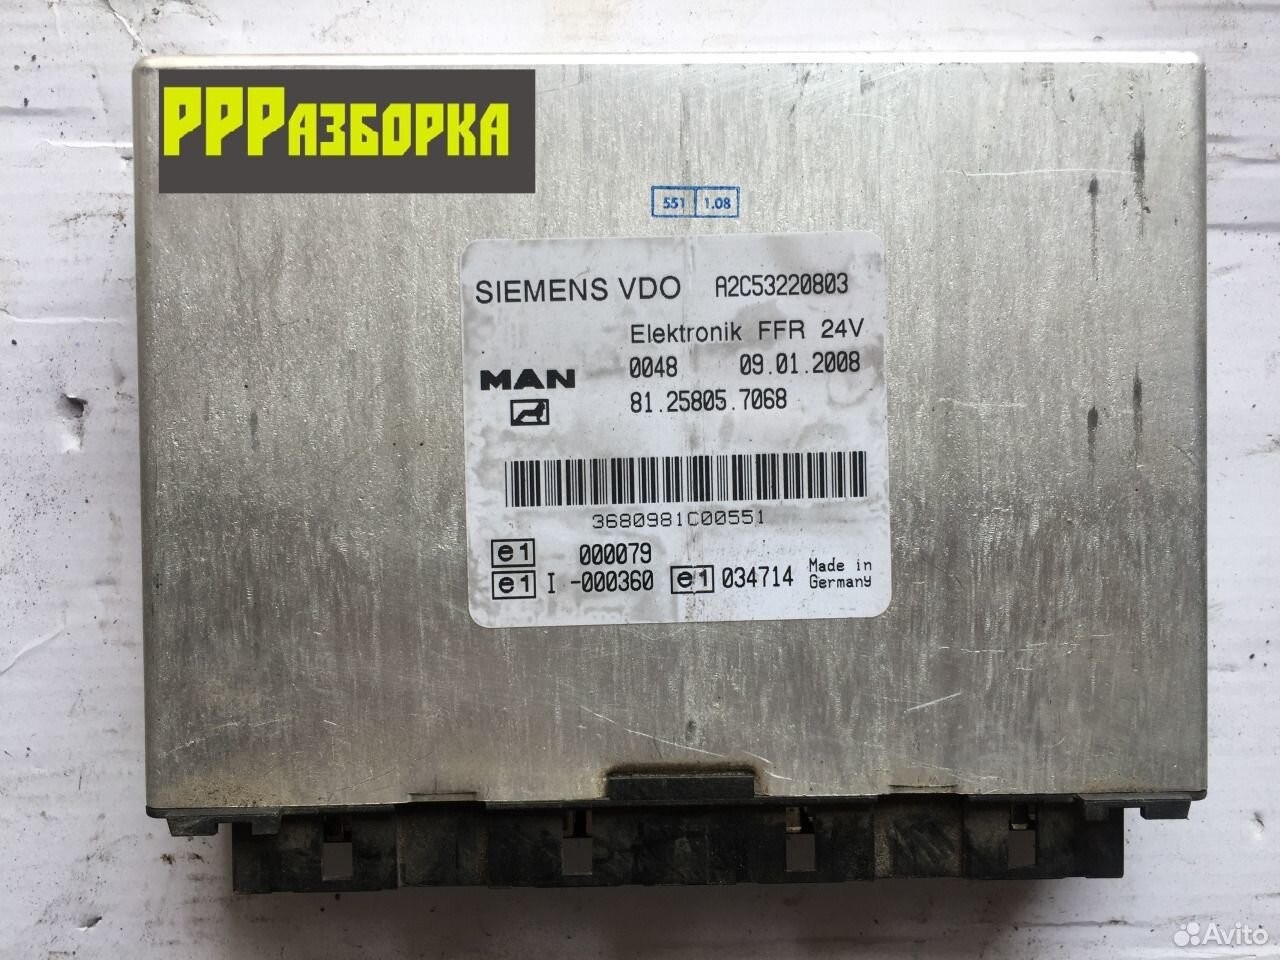 PPPАЗБОРКА
551 1.08
SIEMENS VDO A2C53220803
Elektronik FFR 24V
0048 09.01.2008
MAN
81.25805.7068
3680981C00551
e1 000079
e1 I -000360 e1 034714
Made in
Germany
Avito